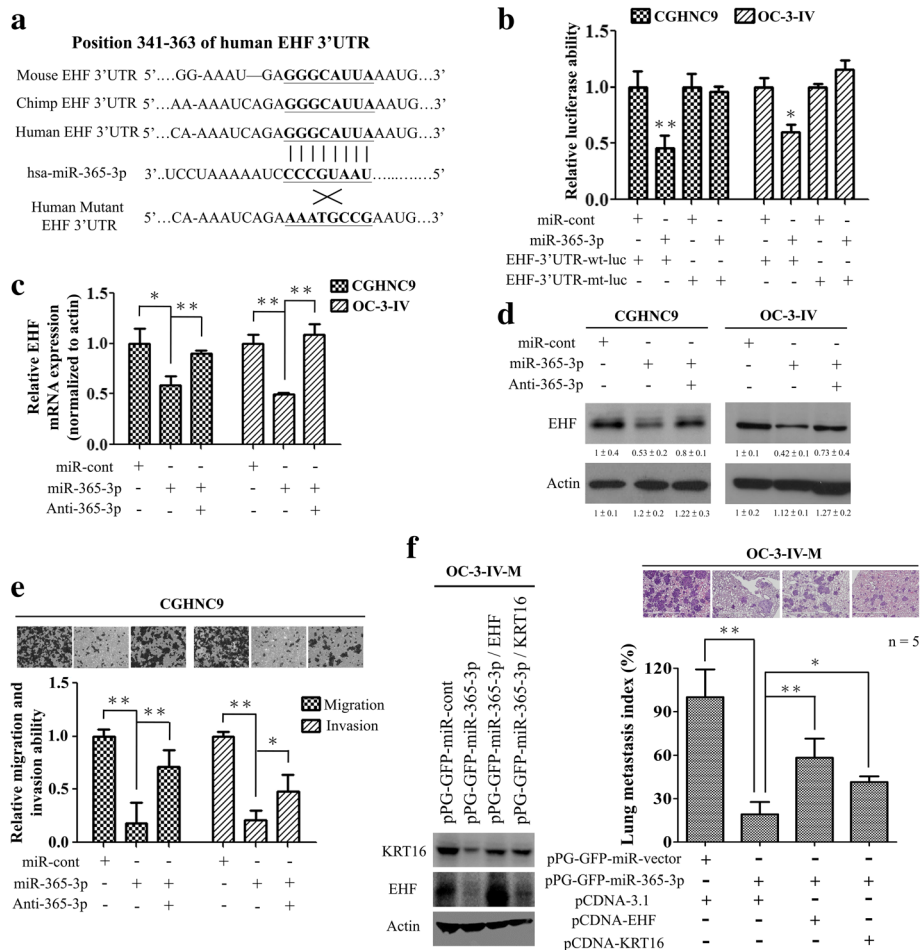 a
Position 341-363 of human EHF 3'UTR
Mouse EHF 3'UTR 5'....GG-AAAU—GAGGGCAUUAAAUG...3'
Chimp EHF 3'UTR 5'....AA-AAAUCAGAGGGCAUUAAAUG...3'
Human EHF 3'UTR 5'....CA-AAAUCAGAGGGCAUUAAAUG...3'
hsa-miR-365-3p 3'..UCCUAAAAAUCCCCGUAAU...…...…5'
Human Mutant
EHF 3'UTR 5'....CA-AAAUCAGAAAATGCCGAAUG...3'
b
CGHNC9 OC-3-IV
Relative luciferase ability
1.5
1.0
0.5
0.0
** *
miR-cont + - + - + - + -
miR-365-3p - + - + - + - +
EHF-3'UTR-wt-luc + + - - + + - -
EHF-3'UTR-mt-luc - - + + - - + +
c
CGHNC9
OC-3-IV
Relative EHF
mRNA expression
(normalized to actin)
1.5
1.0
0.5
0.0
* ** ** **
miR-cont + - - + - -
miR-365-3p - + + - + +
Anti-365-3p - - + - - +
d
CGHNC9 OC-3-IV
miR-cont + - - + - -
miR-365-3p - + + - + +
Anti-365-3p - - + - - +
EHF
1 ± 0.4 0.53 ± 0.2 0.8 ± 0.1 1 ± 0.1 0.42 ± 0.1 0.73 ± 0.4
Actin
1 ± 0.1 1.2 ± 0.2 1.22 ± 0.3 1 ± 0.2 1.12 ± 0.1 1.27 ± 0.2
e
CGHNC9
Relative migration and
invasion ability
1.5
1.0
0.5
0.0
** ** ** *
Migration
Invasion
miR-cont + - - + - -
miR-365-3p - + + - + +
Anti-365-3p - - + - - +
f
OC-3-IV-M
pPG-GFP-miR-cont
pPG-GFP-miR-365-3p
pPG-GFP-miR-365-3p / EHF
pPG-GFP-miR-365-3p / KRT16
KRT16
EHF
Actin
OC-3-IV-M
n = 5
Lung metastasis index (%)
120
90
60
30
0
** ** *
pPG-GFP-miR-vector + - - -
pPG-GFP-miR-365-3p - + + +
pCDNA-3.1 + + - -
pCDNA-EHF - - + -
pCDNA-KRT16 - - - +